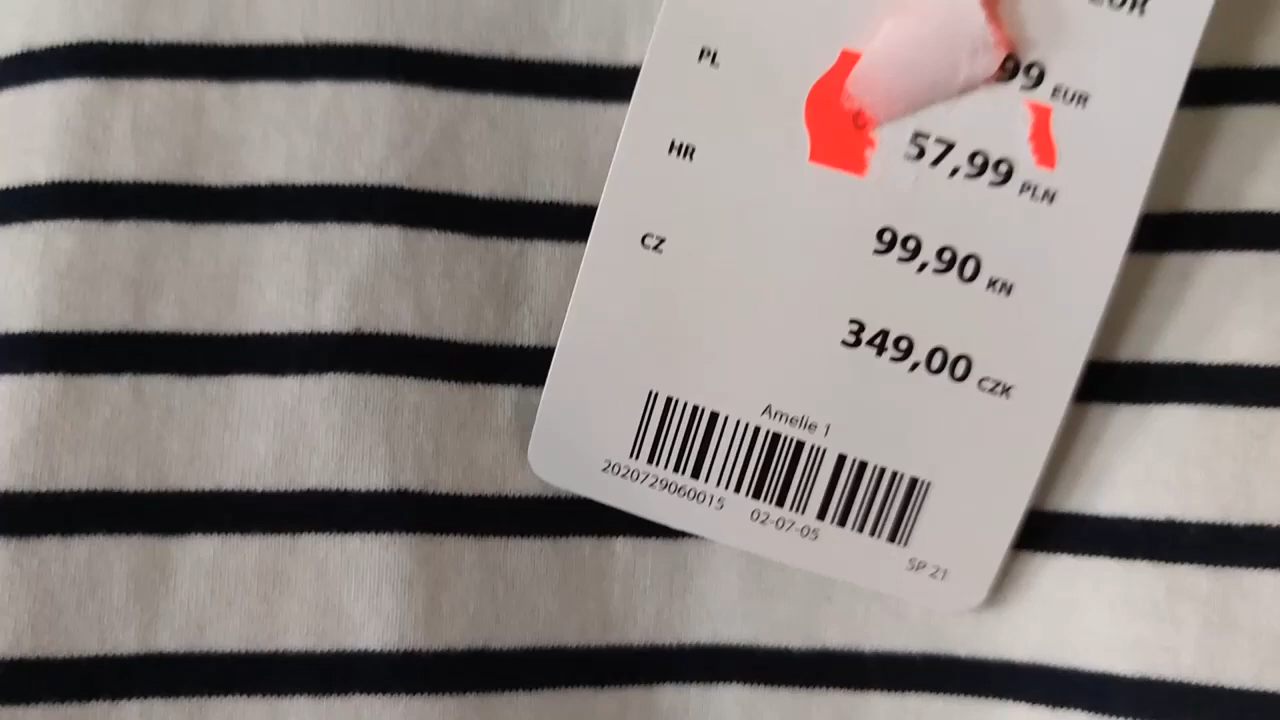 EUR
99 EUR
PL 57,99 PLN
HR 99,90 KN
CZ 349,00 CZK
Amelie 1
2020729060015 02-07-05
SP 21